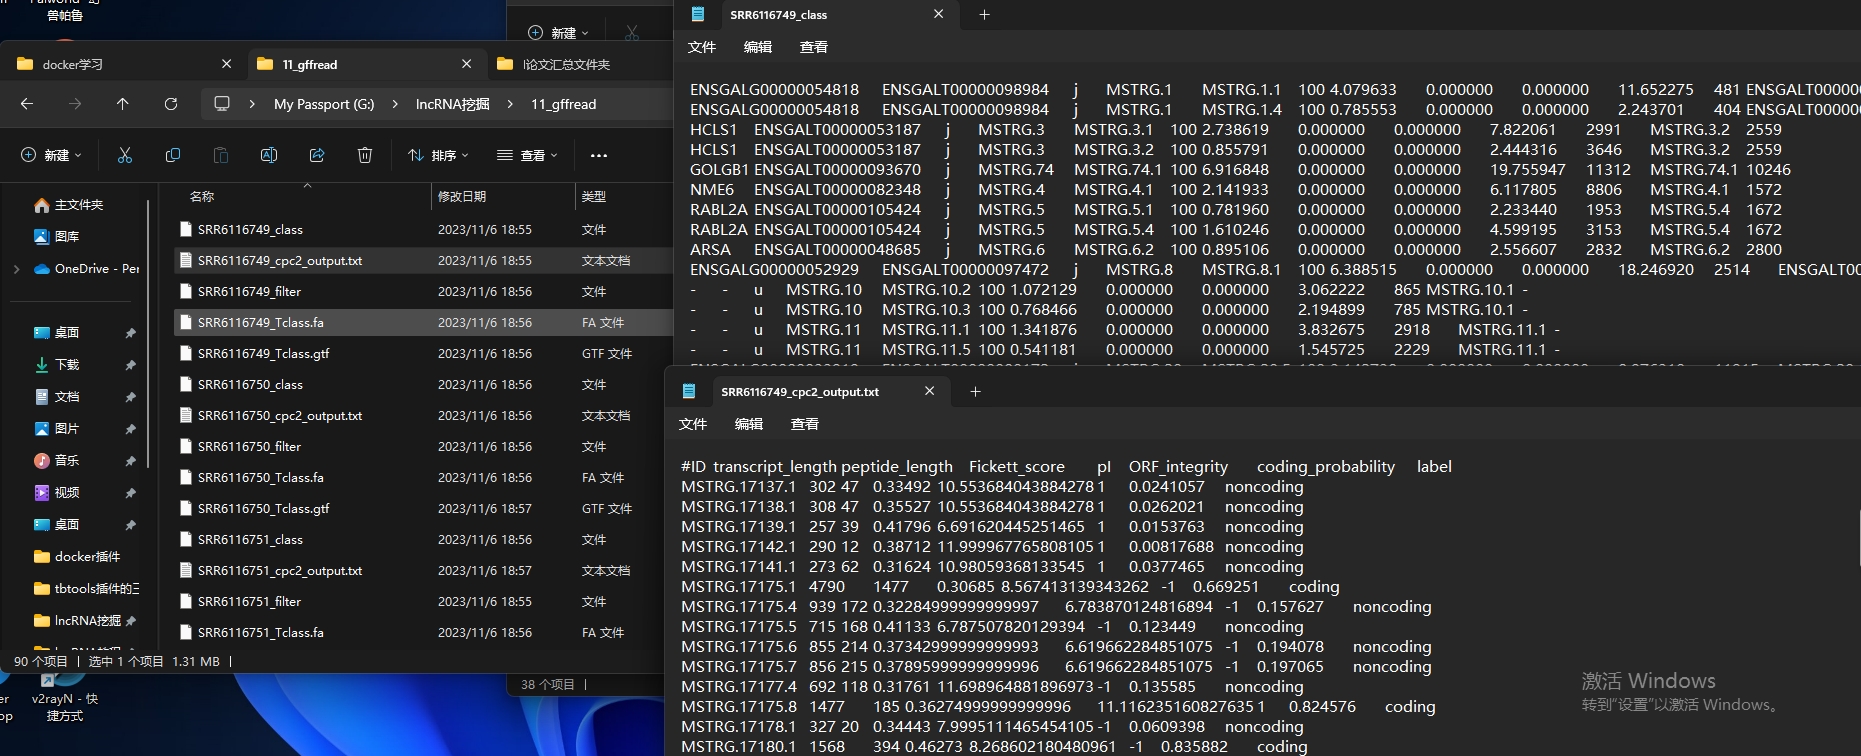 兽帕鲁
新建
docker学习
11_gffread
l论文汇总文件夹
My Passport (G:) > lncRNA挖掘 > 11_gffread
新建
排序
查看
名称 修改日期 类型
主文件夹
图库
OneDrive - Per
桌面
下载
文档
图片
音乐
视频
桌面
docker插件
tbtools插件的三
lncRNA挖掘
SRR6116749_class 2023/11/6 18:55 文件
SRR6116749_cpc2_output.txt 2023/11/6 18:55 文本文档
SRR6116749_filter 2023/11/6 18:56 文件
SRR6116749_Tclass.fa 2023/11/6 18:56 FA 文件
SRR6116749_Tclass.gtf 2023/11/6 18:56 GTF 文件
SRR6116750_class 2023/11/6 18:56 文件
SRR6116750_cpc2_output.txt 2023/11/6 18:56 文本文档
SRR6116750_filter 2023/11/6 18:56 文件
SRR6116750_Tclass.fa 2023/11/6 18:56 FA 文件
SRR6116750_Tclass.gtf 2023/11/6 18:57 GTF 文件
SRR6116751_class 2023/11/6 18:56 文件
SRR6116751_cpc2_output.txt 2023/11/6 18:57 文本文档
SRR6116751_filter 2023/11/6 18:55 文件
SRR6116751_Tclass.fa 2023/11/6 18:56 FA 文件
90 个项目 选中 1 个项目 1.31 MB
38 个项目
v2rayN - 快
捷方式
SRR6116749_class
文件 编辑 查看
ENSGALG00000054818 ENSGALT00000098984 j MSTRG.1 MSTRG.1.1 100 4.079633 0.000000 0.000000 11.652275 481 ENSGALT00000
ENSGALG00000054818 ENSGALT00000098984 j MSTRG.1 MSTRG.1.4 100 0.785553 0.000000 0.000000 2.243701 404 ENSGALT00000
HCLS1 ENSGALT00000053187 j MSTRG.3 MSTRG.3.1 100 2.738619 0.000000 0.000000 7.822061 2991 MSTRG.3.2 2559
HCLS1 ENSGALT00000053187 j MSTRG.3 MSTRG.3.2 100 0.855791 0.000000 0.000000 2.444316 3646 MSTRG.3.2 2559
GOLGB1 ENSGALT00000093670 j MSTRG.74 MSTRG.74.1 100 6.916848 0.000000 0.000000 19.755947 11312 MSTRG.74.1 10246
NME6 ENSGALT00000082348 j MSTRG.4 MSTRG.4.1 100 2.141933 0.000000 0.000000 6.117805 8806 MSTRG.4.1 1572
RABL2A ENSGALT00000105424 j MSTRG.5 MSTRG.5.1 100 0.781960 0.000000 0.000000 2.233440 1953 MSTRG.5.4 1672
RABL2A ENSGALT00000105424 j MSTRG.5 MSTRG.5.4 100 1.610246 0.000000 0.000000 4.599195 3153 MSTRG.5.4 1672
ARSA ENSGALT00000048685 j MSTRG.6 MSTRG.6.2 100 0.895106 0.000000 0.000000 2.556607 2832 MSTRG.6.2 2800
ENSGALG00000052929 ENSGALT00000097472 j MSTRG.8 MSTRG.8.1 100 6.388515 0.000000 0.000000 18.246920 2514 ENSGALT00
- - u MSTRG.10 MSTRG.10.2 100 1.072129 0.000000 0.000000 3.062222 865 MSTRG.10.1 -
- - u MSTRG.10 MSTRG.10.3 100 0.768466 0.000000 0.000000 2.194899 785 MSTRG.10.1 -
- - u MSTRG.11 MSTRG.11.1 100 1.341876 0.000000 0.000000 3.832675 2918 MSTRG.11.1 -
- - u MSTRG.11 MSTRG.11.5 100 0.541181 0.000000 0.000000 1.545725 2229 MSTRG.11.1 -
SRR6116749_cpc2_output.txt
文件 编辑 查看
#ID transcript_length peptide_length Fickett_score pI ORF_integrity coding_probability label
MSTRG.17137.1 302 47 0.33492 10.553684043884278 1 0.0241057 noncoding
MSTRG.17138.1 308 47 0.35527 10.553684043884278 1 0.0262021 noncoding
MSTRG.17139.1 257 39 0.41796 6.691620445251465 1 0.0153763 noncoding
MSTRG.17142.1 290 12 0.38712 11.999967765808105 1 0.00817688 noncoding
MSTRG.17141.1 273 62 0.31624 10.98059368133545 1 0.0377465 noncoding
MSTRG.17175.1 4790 1477 0.30685 8.567413139343262 -1 0.669251 coding
MSTRG.17175.4 939 172 0.32284999999999997 6.783870124816894 -1 0.157627 noncoding
MSTRG.17175.5 715 168 0.41133 6.787507820129394 -1 0.123449 noncoding
MSTRG.17175.6 855 214 0.37342999999999993 6.619662284851075 -1 0.194078 noncoding
MSTRG.17175.7 856 215 0.37895999999999996 6.619662284851075 -1 0.197065 noncoding
MSTRG.17177.4 692 118 0.31761 11.698964881896973 -1 0.135585 noncoding
MSTRG.17175.8 1477 185 0.36274999999999996 11.116235160827635 1 0.824576 coding
MSTRG.17178.1 327 20 0.34443 7.9995111465454105 -1 0.0609398 noncoding
MSTRG.17180.1 1568 394 0.46273 8.268602180480961 -1 0.835882 coding
激活 Windows
转到“设置”以激活 Windows。